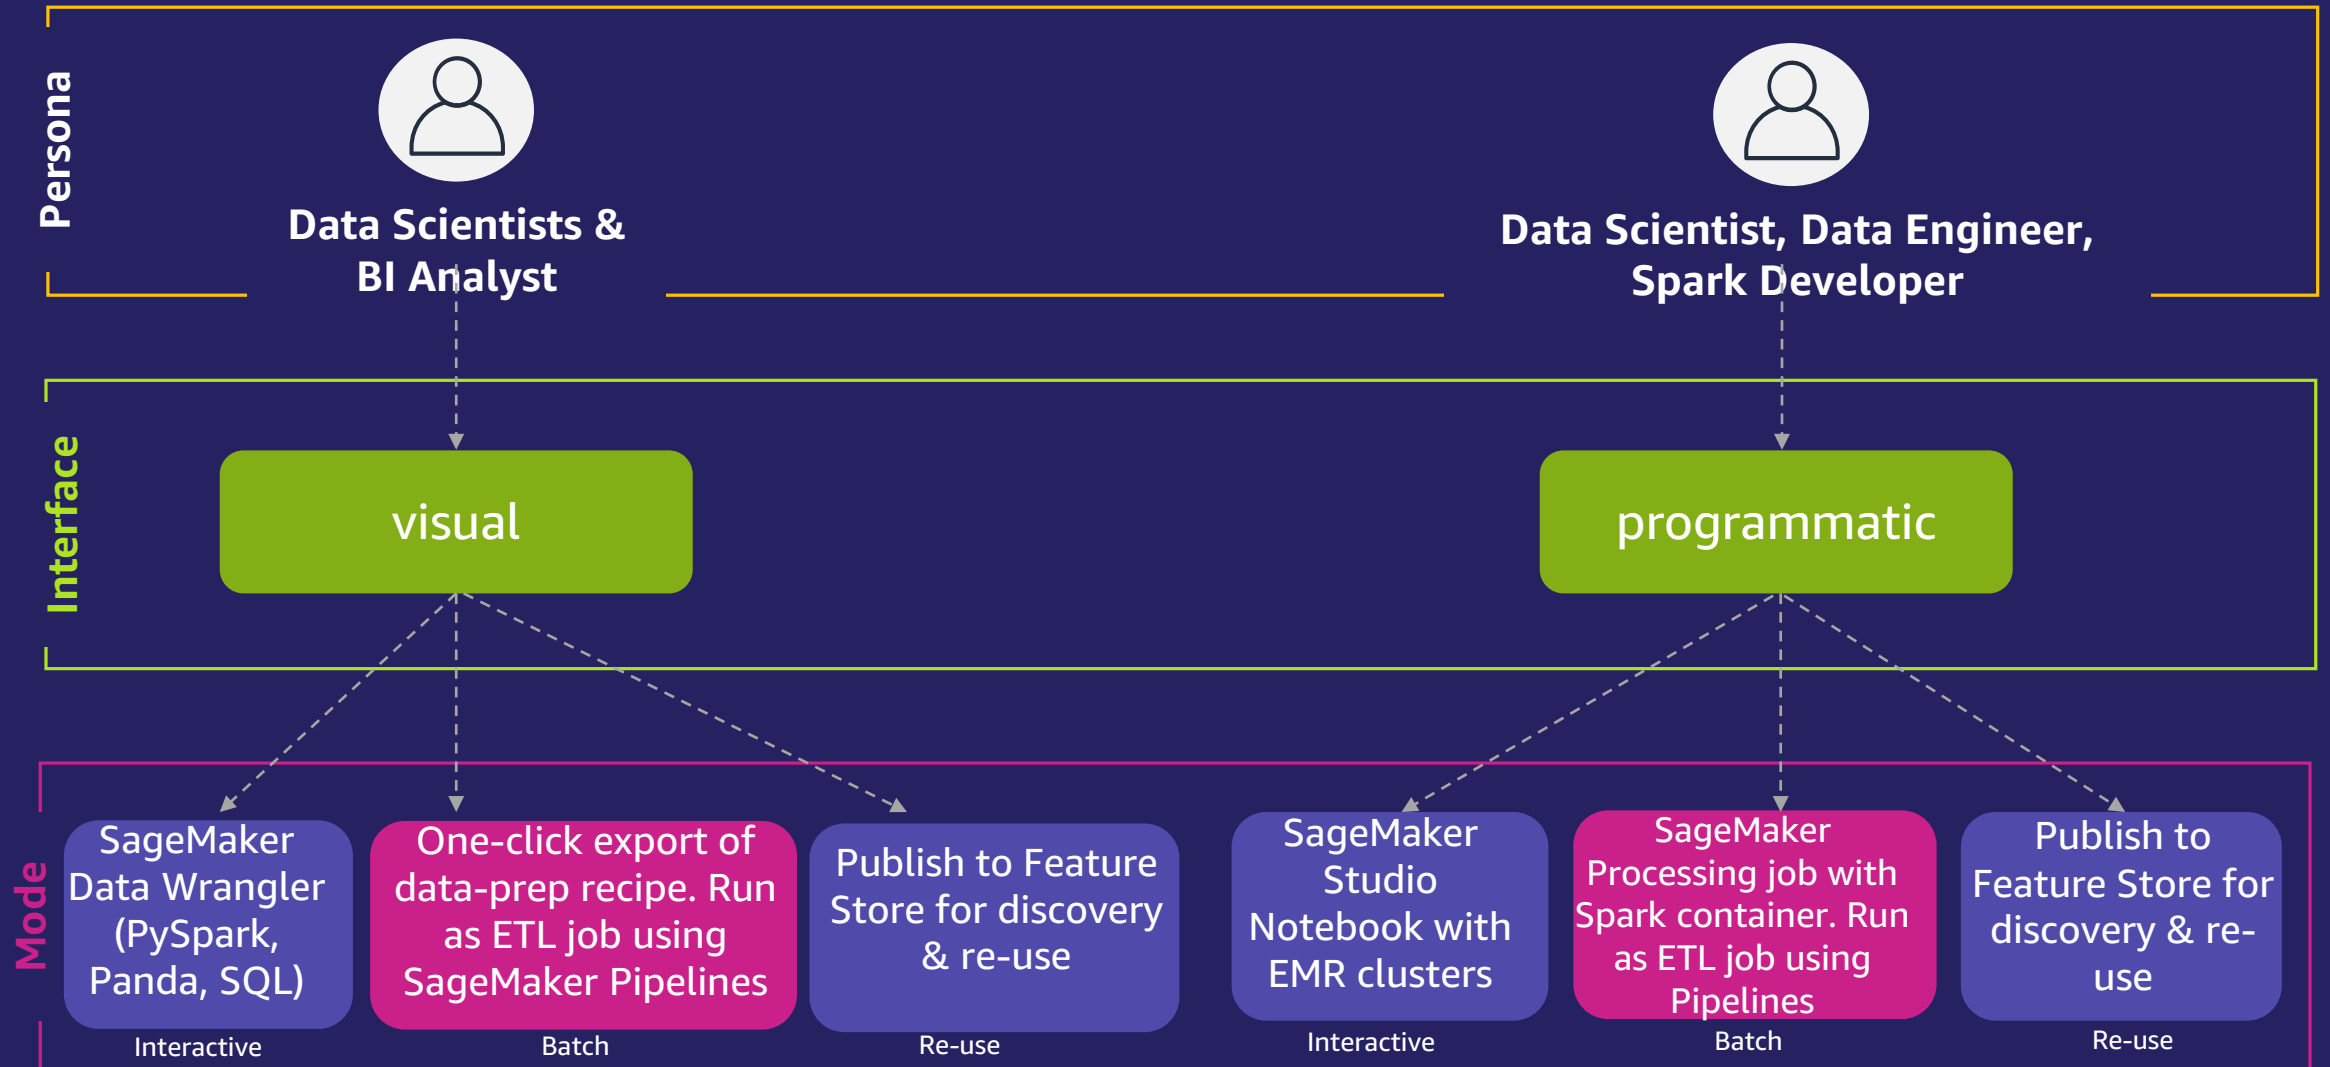 Persona
Data Scientists &
BI Analyst
Data Scientist, Data Engineer,
Spark Developer
Interface
visual
programmatic
Mode
SageMaker
Data Wrangler
(PySpark,
Panda, SQL)
Interactive
One-click export of
data-prep recipe. Run
as ETL job using
SageMaker Pipelines
Batch
Publish to Feature
Store for discovery
& re-use
Re-use
SageMaker
Studio
Notebook with
EMR clusters
Interactive
SageMaker
Processing job with
Spark container. Run
as ETL job using
Pipelines
Batch
Publish to
Feature Store for
discovery & re-
use
Re-use